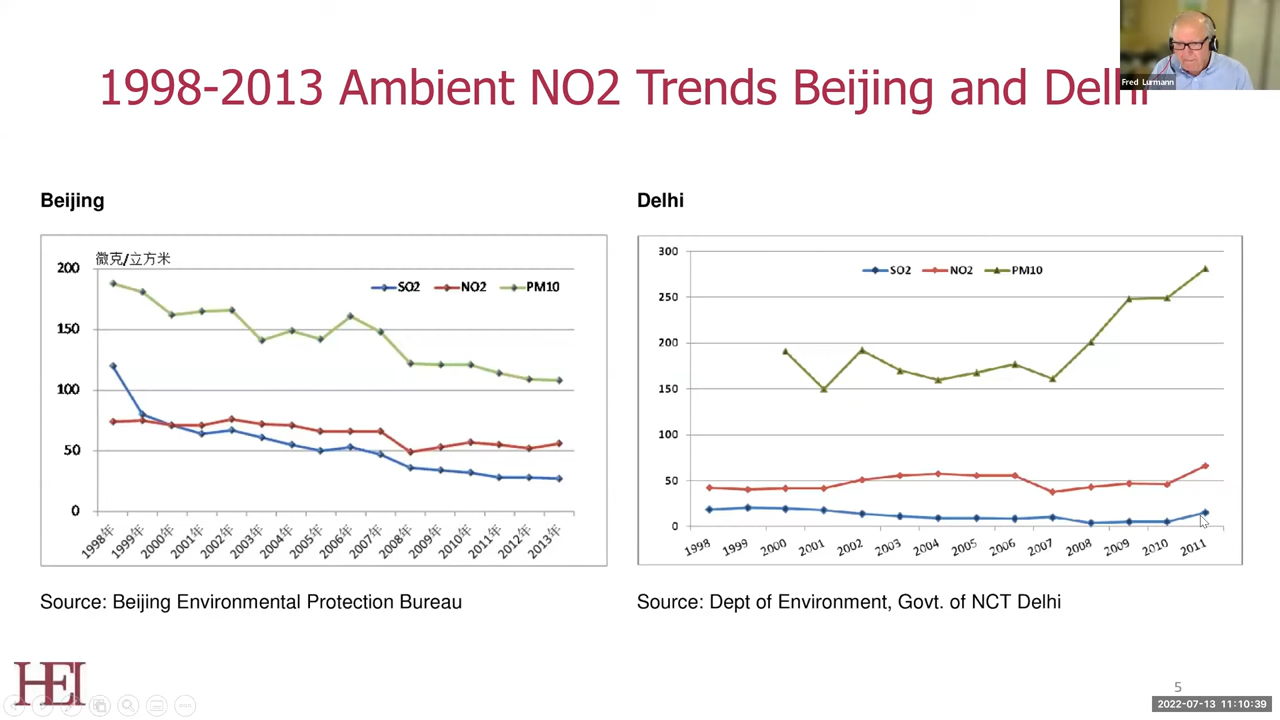 1998-2013 Ambient NO2 Trends Beijing and Delhi
Fred Lurmann
Beijing
微克/立方米
SO2 NO2 PM10
200
150
100
50
0
1998年 1999年 2000年 2001年 2002年 2003年 2004年 2005年 2006年 2007年 2008年 2009年 2010年 2011年 2012年 2013年
Source: Beijing Environmental Protection Bureau
Delhi
SO2 NO2 PM10
300
250
200
150
100
50
0
1998 1999 2000 2001 2002 2003 2004 2005 2006 2007 2008 2009 2010 2011
Source: Dept of Environment, Govt. of NCT Delhi
HEI
5
2022-07-13 11:10:39